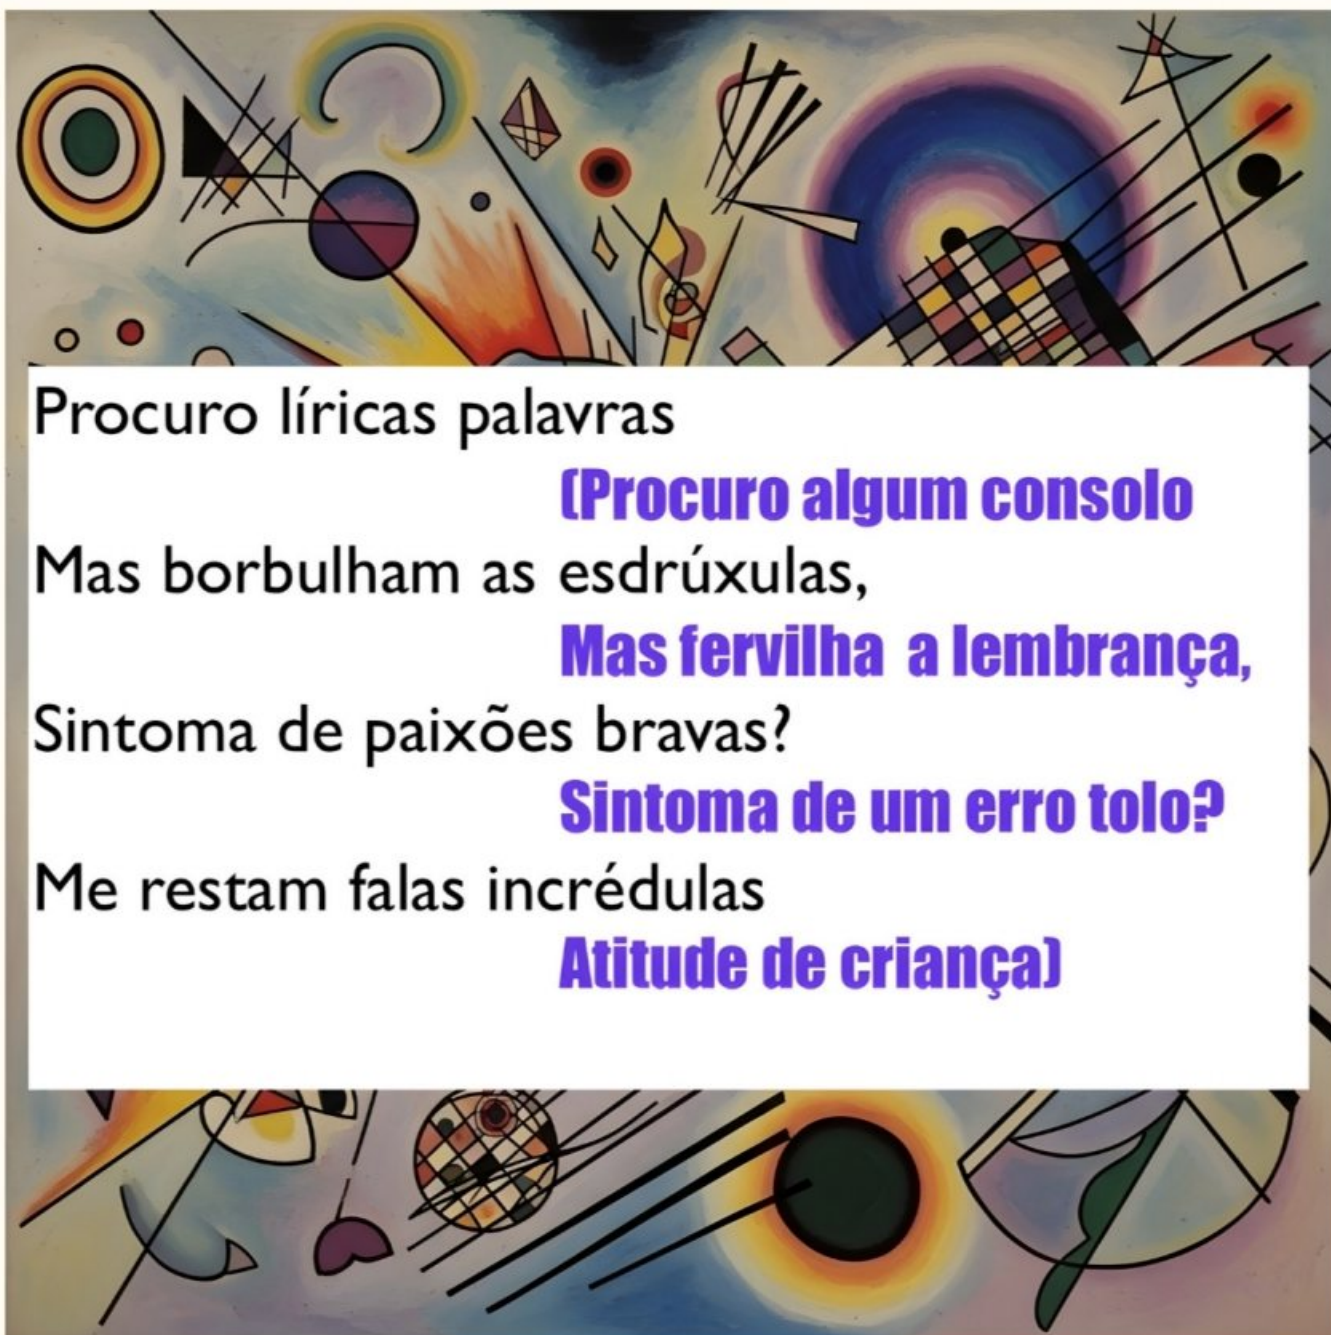 Procuro líricas palavras
(Procuro algum consolo
Mas borbulham as esdrúxulas,
Mas fervilha a lembrança,
Sintoma de paixões bravas?
Sintoma de um erro tolo?
Me restam falas incrédulas
Atitude de criança)